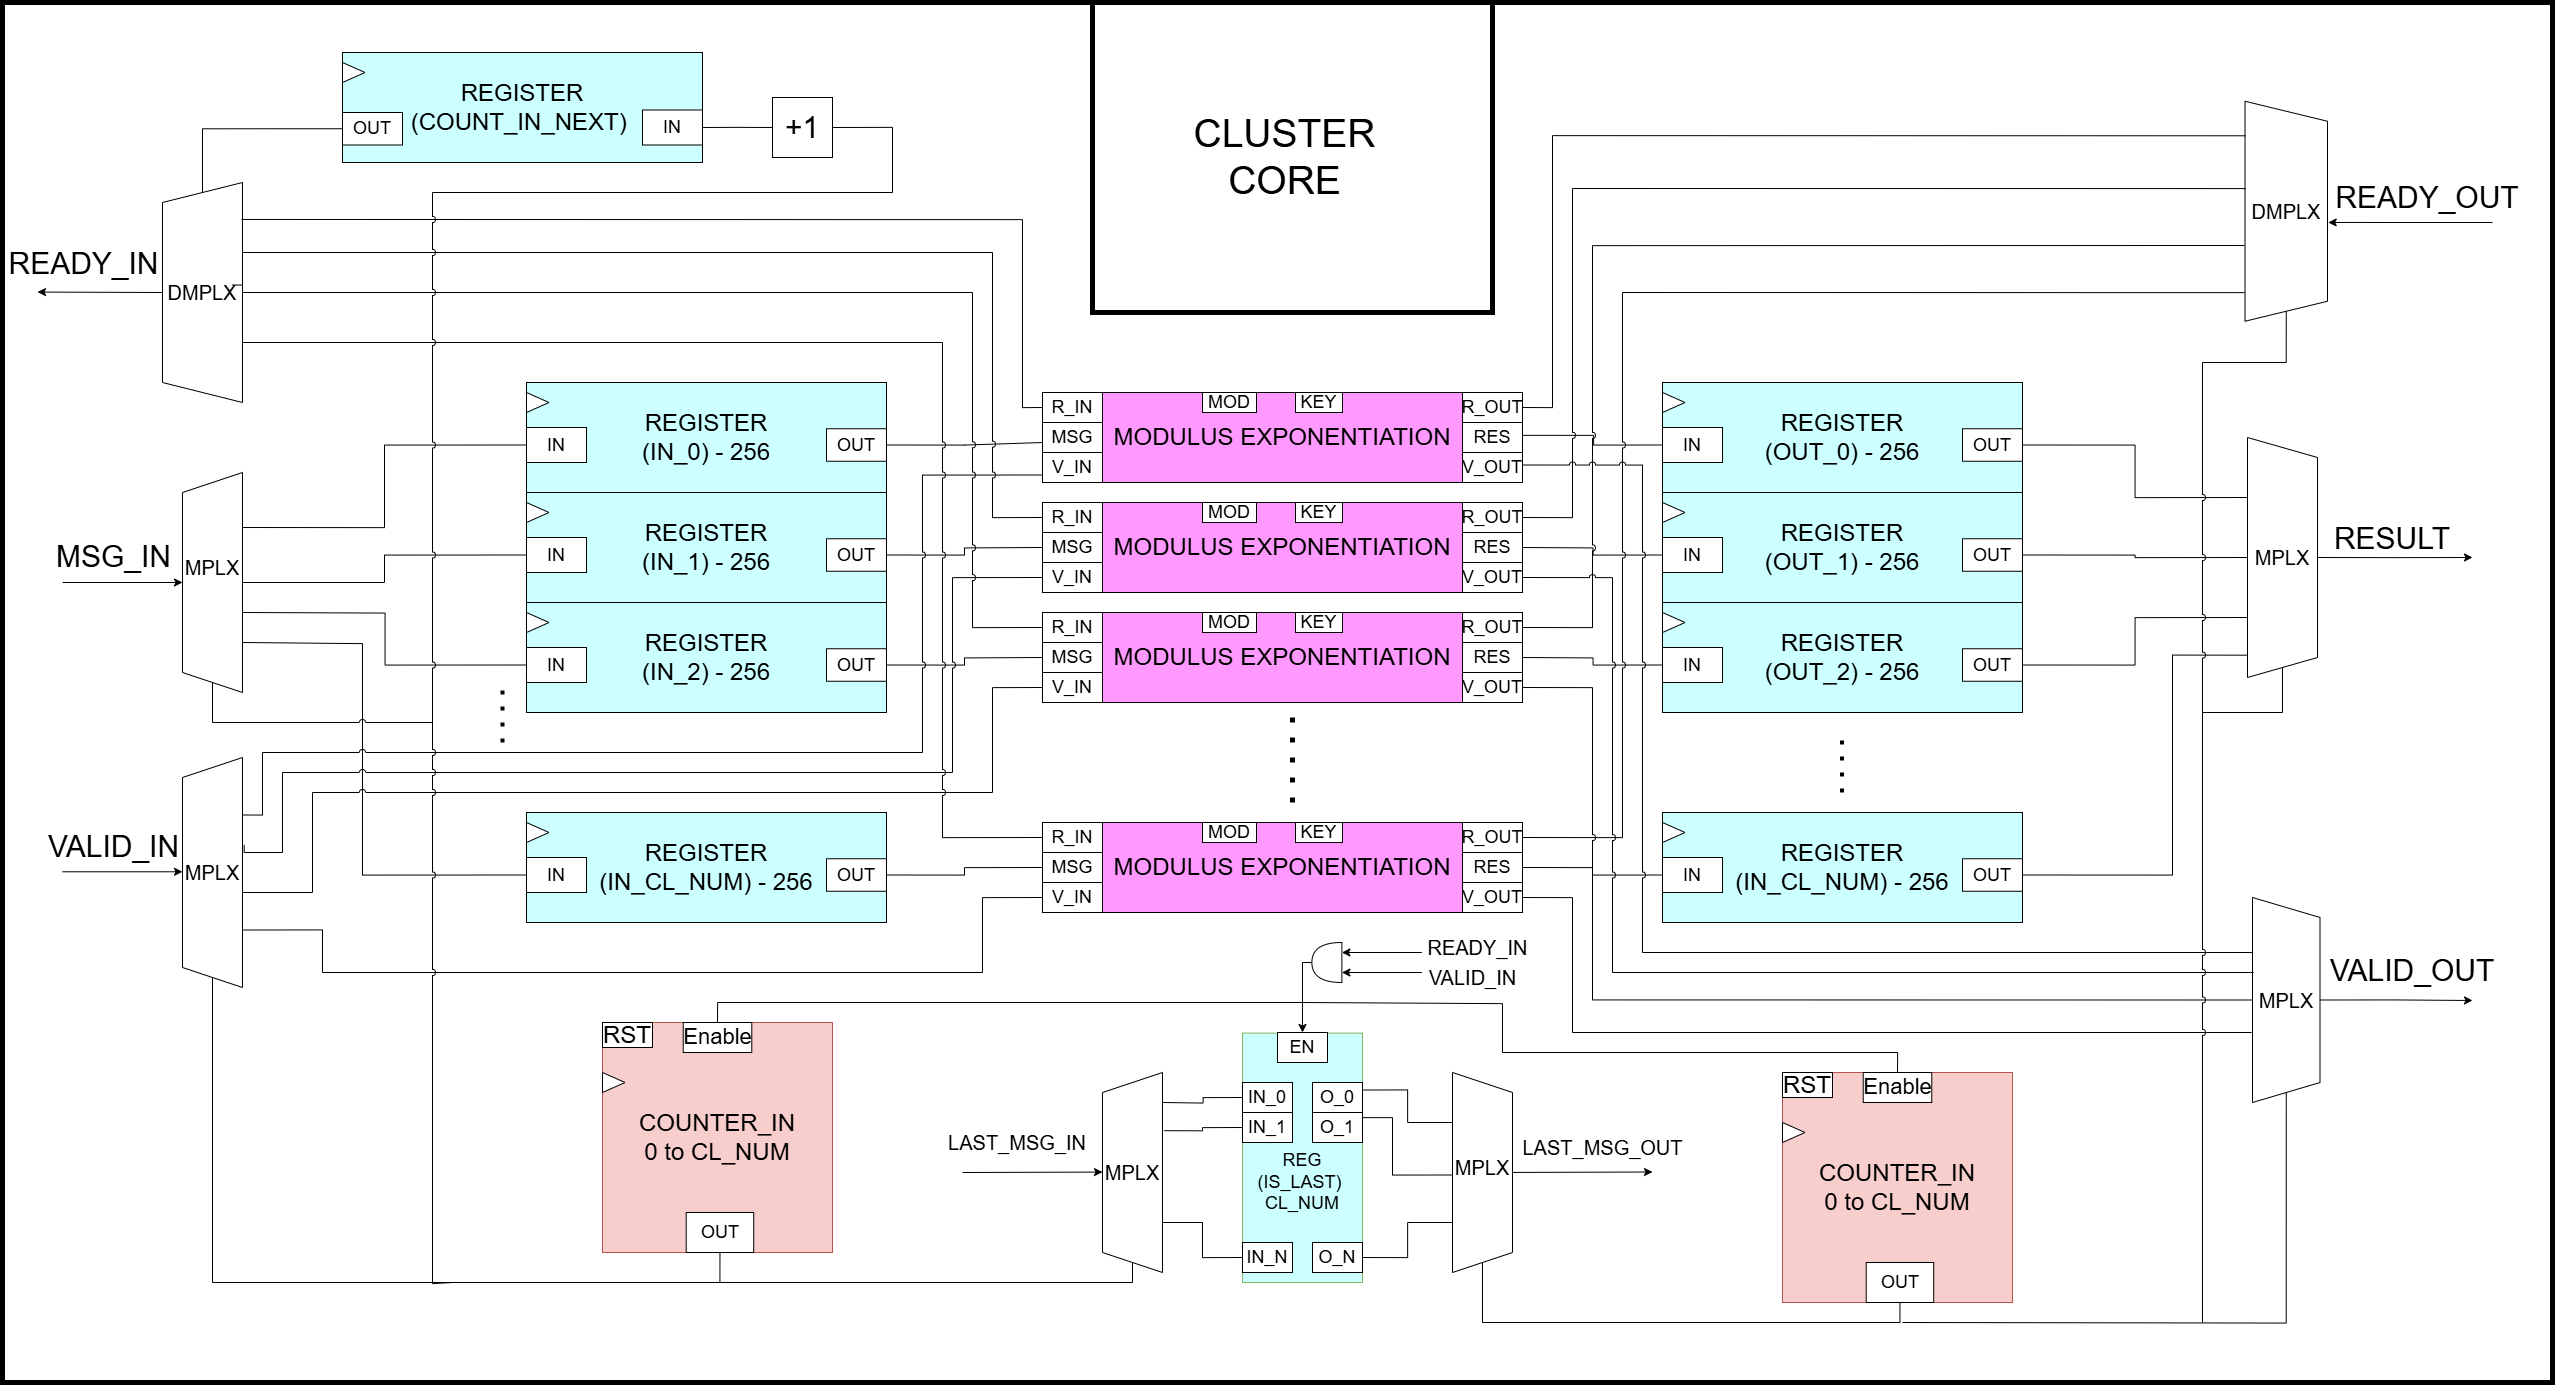 CLUSTER
CORE
REGISTER
(COUNT_IN_NEXT)
OUT
IN
+1
READY_IN
DMPLX
DMPLX
READY_OUT
MSG_IN
MPLX
REGISTER
(IN_0) - 256
IN
OUT
REGISTER
(IN_1) - 256
IN
OUT
REGISTER
(IN_2) - 256
IN
OUT
VALID_IN
MPLX
REGISTER
(IN_CL_NUM) - 256
IN
OUT
R_IN
MSG
V_IN
MOD
KEY
MODULUS EXPONENTIATION
R_OUT
RES
V_OUT
R_IN
MSG
V_IN
MOD
KEY
MODULUS EXPONENTIATION
R_OUT
RES
V_OUT
R_IN
MSG
V_IN
MOD
KEY
MODULUS EXPONENTIATION
R_OUT
RES
V_OUT
R_IN
MSG
V_IN
MOD
KEY
MODULUS EXPONENTIATION
R_OUT
RES
V_OUT
REGISTER
(OUT_0) - 256
IN
OUT
REGISTER
(OUT_1) - 256
IN
OUT
REGISTER
(OUT_2) - 256
IN
OUT
REGISTER
(IN_CL_NUM) - 256
IN
OUT
MPLX
RESULT
MPLX
VALID_OUT
READY_IN
VALID_IN
RST
Enable
COUNTER_IN
0 to CL_NUM
OUT
LAST_MSG_IN
MPLX
EN
IN_0
O_0
IN_1
O_1
REG
(IS_LAST)
CL_NUM
IN_N
O_N
MPLX
LAST_MSG_OUT
RST
Enable
COUNTER_IN
0 to CL_NUM
OUT